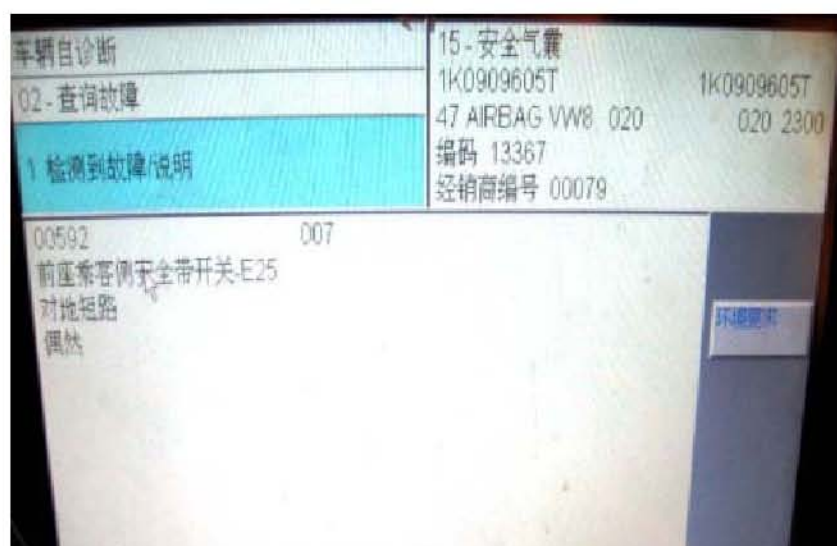 车辆自诊断
02 - 查询故障
1 检测到故障/说明
15 - 安全气囊
1K0909605T 1K0909605T
47 AIRBAG VW8 020 020 2300
编码 13367
经销商编号 00079
00592 007
前座乘客侧安全带开关-E25
对地短路
偶然
环境要求